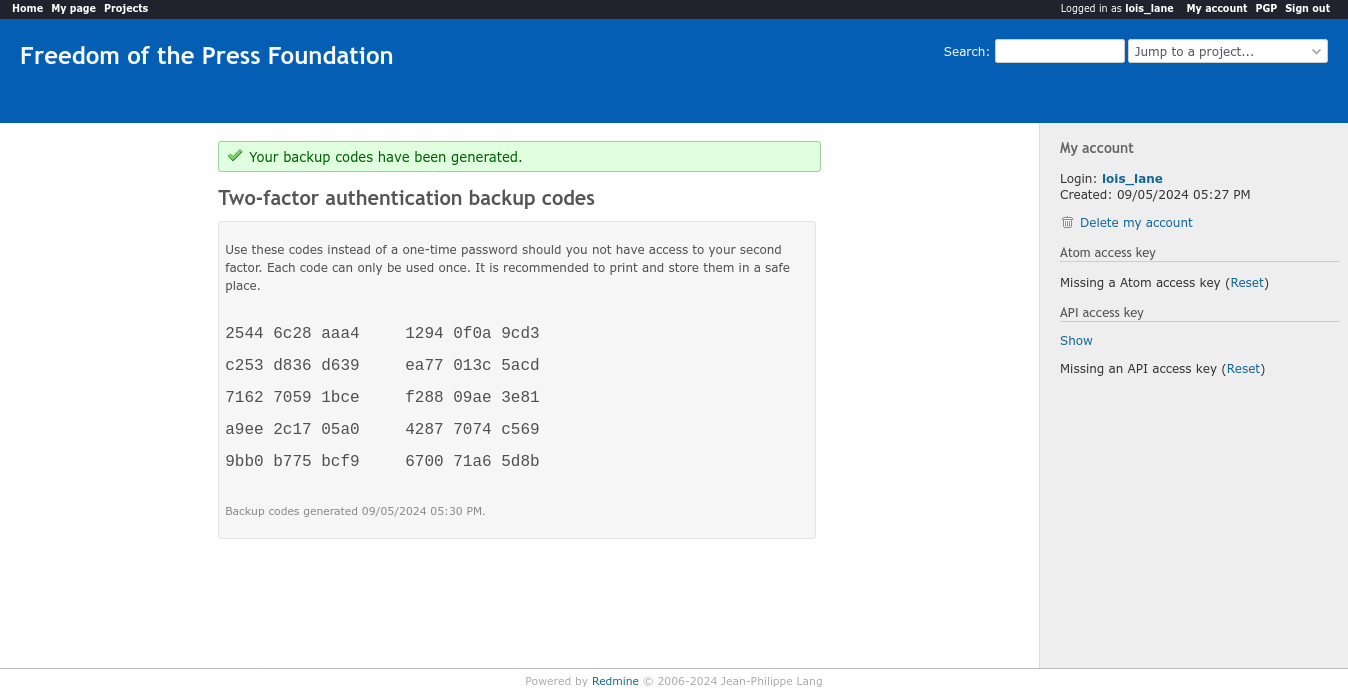 Home My page Projects
Logged in as lois_lane My account PGP Sign out
Freedom of the Press Foundation
Search:
Jump to a project...
Your backup codes have been generated.
Two-factor authentication backup codes
Use these codes instead of a one-time password should you not have access to your second
factor. Each code can only be used once. It is recommended to print and store them in a safe
place.
2544 6c28 aaa4 1294 0f0a 9cd3
c253 d836 d639 ea77 013c 5acd
7162 7059 1bce f288 09ae 3e81
a9ee 2c17 05a0 4287 7074 c569
9bb0 b775 bcf9 6700 71a6 5d8b
Backup codes generated 09/05/2024 05:30 PM.
My account
Login: lois_lane
Created: 09/05/2024 05:27 PM
Delete my account
Atom access key
Missing a Atom access key (Reset)
API access key
Show
Missing an API access key (Reset)
Powered by Redmine © 2006-2024 Jean-Philippe Lang